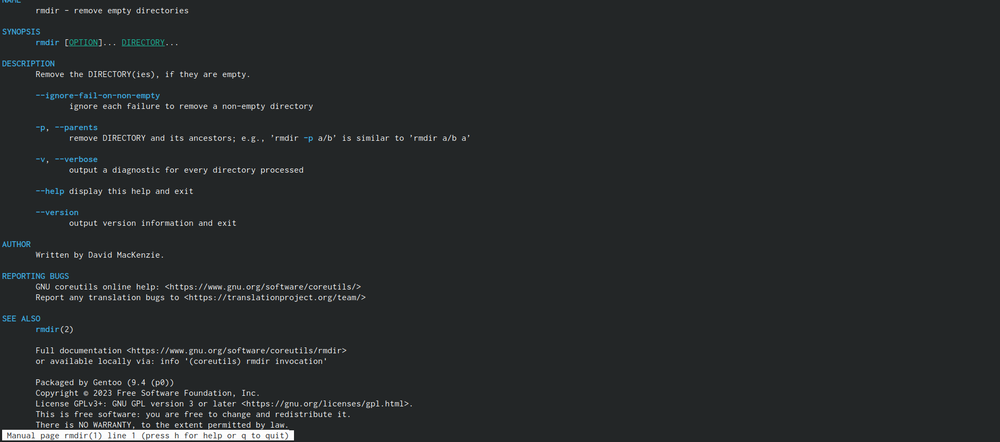 NAME
rmdir - remove empty directories
SYNOPSIS
rmdir [OPTION]... DIRECTORY...
DESCRIPTION
Remove the DIRECTORY(ies), if they are empty.
--ignore-fail-on-non-empty
ignore each failure to remove a non-empty directory
-p, --parents
remove DIRECTORY and its ancestors; e.g., ’rmdir -p a/b’ is similar to ’rmdir a/b a’
-v, --verbose
output a diagnostic for every directory processed
--help display this help and exit
--version
output version information and exit
AUTHOR
Written by David MacKenzie.
REPORTING BUGS
GNU coreutils online help: <https://www.gnu.org/software/coreutils/>
Report any translation bugs to <https://translationproject.org/team/>
SEE ALSO
rmdir(2)
Full documentation <https://www.gnu.org/software/coreutils/rmdir>
or available locally via: info '(coreutils) rmdir invocation'
Packaged by Gentoo (9.4 (p0))
Copyright © 2023 Free Software Foundation, Inc.
License GPLv3+: GNU GPL version 3 or later <https://gnu.org/licenses/gpl.html>.
This is free software: you are free to change and redistribute it.
There is NO WARRANTY, to the extent permitted by law.
Manual page rmdir(1) line 1 (press h for help or q to quit)